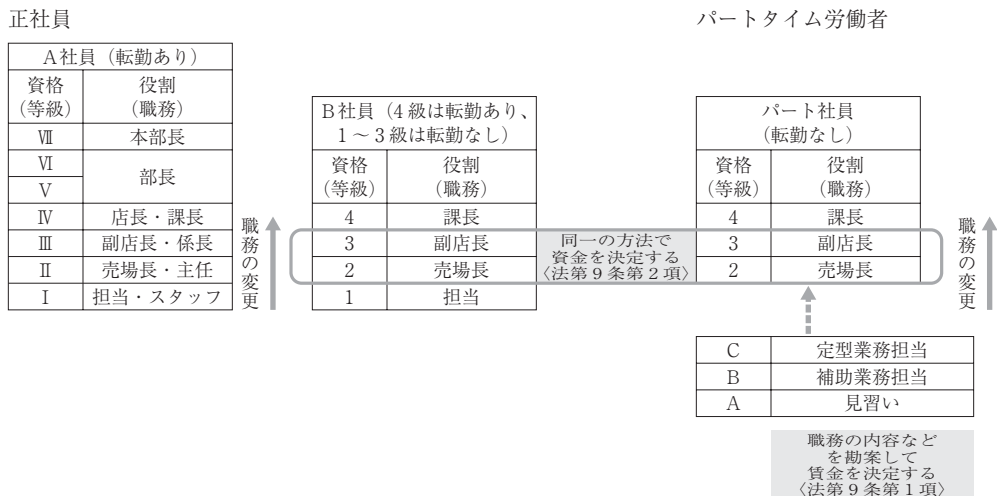 正社員
パートタイム労働者
A社員（転勤あり）
資格
（等級）
役割
（職務）
Ⅶ
本部長
Ⅵ
Ⅴ
部長
Ⅳ
店長・課長
Ⅲ
副店長・係長
Ⅱ
売場長・主任
Ⅰ
担当・スタッフ
職務の変更
B社員（4級は転勤あり、
1～3級は転勤なし）
資格
（等級）
役割
（職務）
4
課長
3
副店長
2
売場長
1
担当
同一の方法で
資金を決定する
〈法第9条第2項〉
パート社員
（転勤なし）
資格
（等級）
役割
（職務）
4
課長
3
副店長
2
売場長
職務の変更
C
定型業務担当
B
補助業務担当
A
見習い
職務の内容など
を勘案して
賃金を決定する
〈法第9条第1項〉